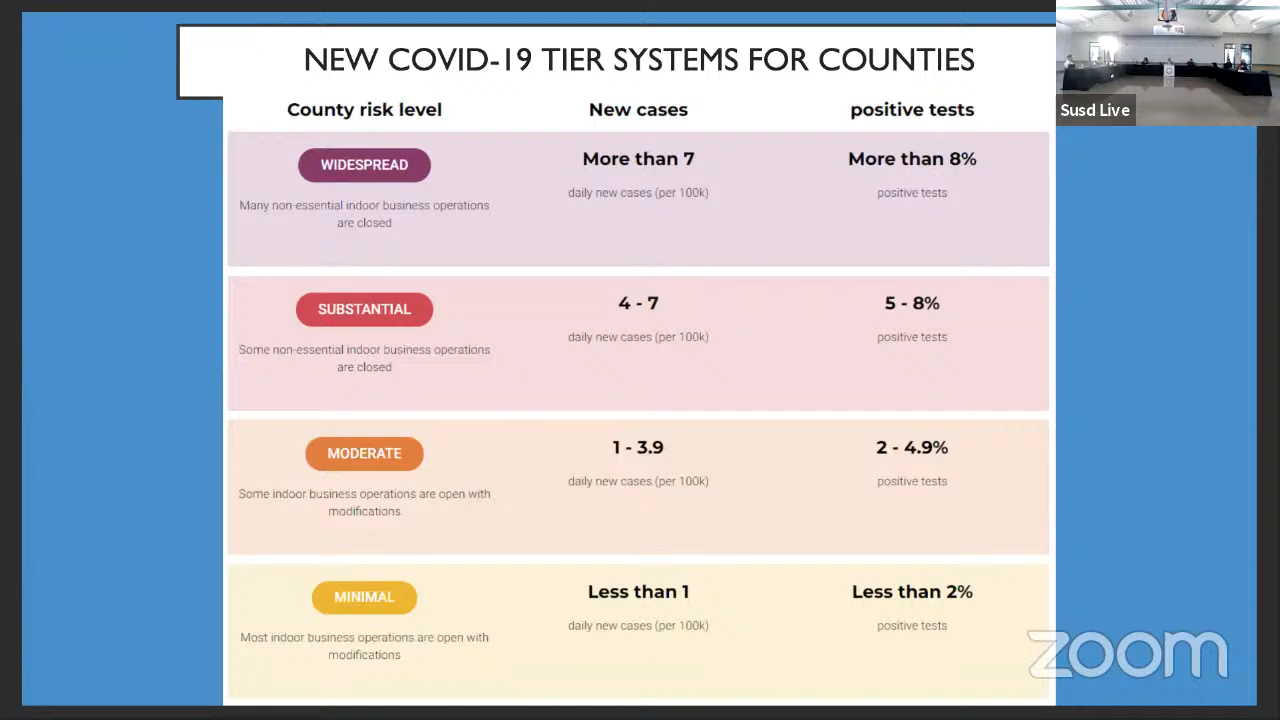 NEW COVID-19 TIER SYSTEMS FOR COUNTIES
Susd Live
County risk level New cases positive tests
WIDESPREAD More than 7 More than 8%
daily new cases (per 100k) positive tests
Many non-essential indoor business operations
are closed
SUBSTANTIAL 4 - 7 5 - 8%
daily new cases (per 100k) positive tests
Some non-essential indoor business operations
are closed
MODERATE 1 - 3.9 2 - 4.9%
daily new cases (per 100k) positive tests
Some indoor business operations are open with
modifications
MINIMAL Less than 1 Less than 2%
daily new cases (per 100k) positive tests
Most indoor business operations are open with
modifications
zoom